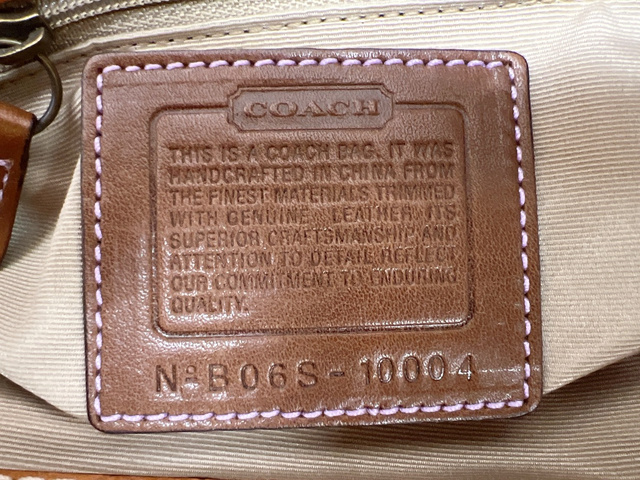 COACH
THIS IS A COACH BAG. IT WAS
HANDCRAFTED IN CHINA FROM
THE FINEST MATERIALS TRIMMED
WITH GENUINE LEATHER. ITS
SUPERIOR CRAFTSMANSHIP AND
ATTENTION TO DETAIL REFLECT
OUR COMMITMENT TO ENDURING
QUALITY.
Nº B06S-10004